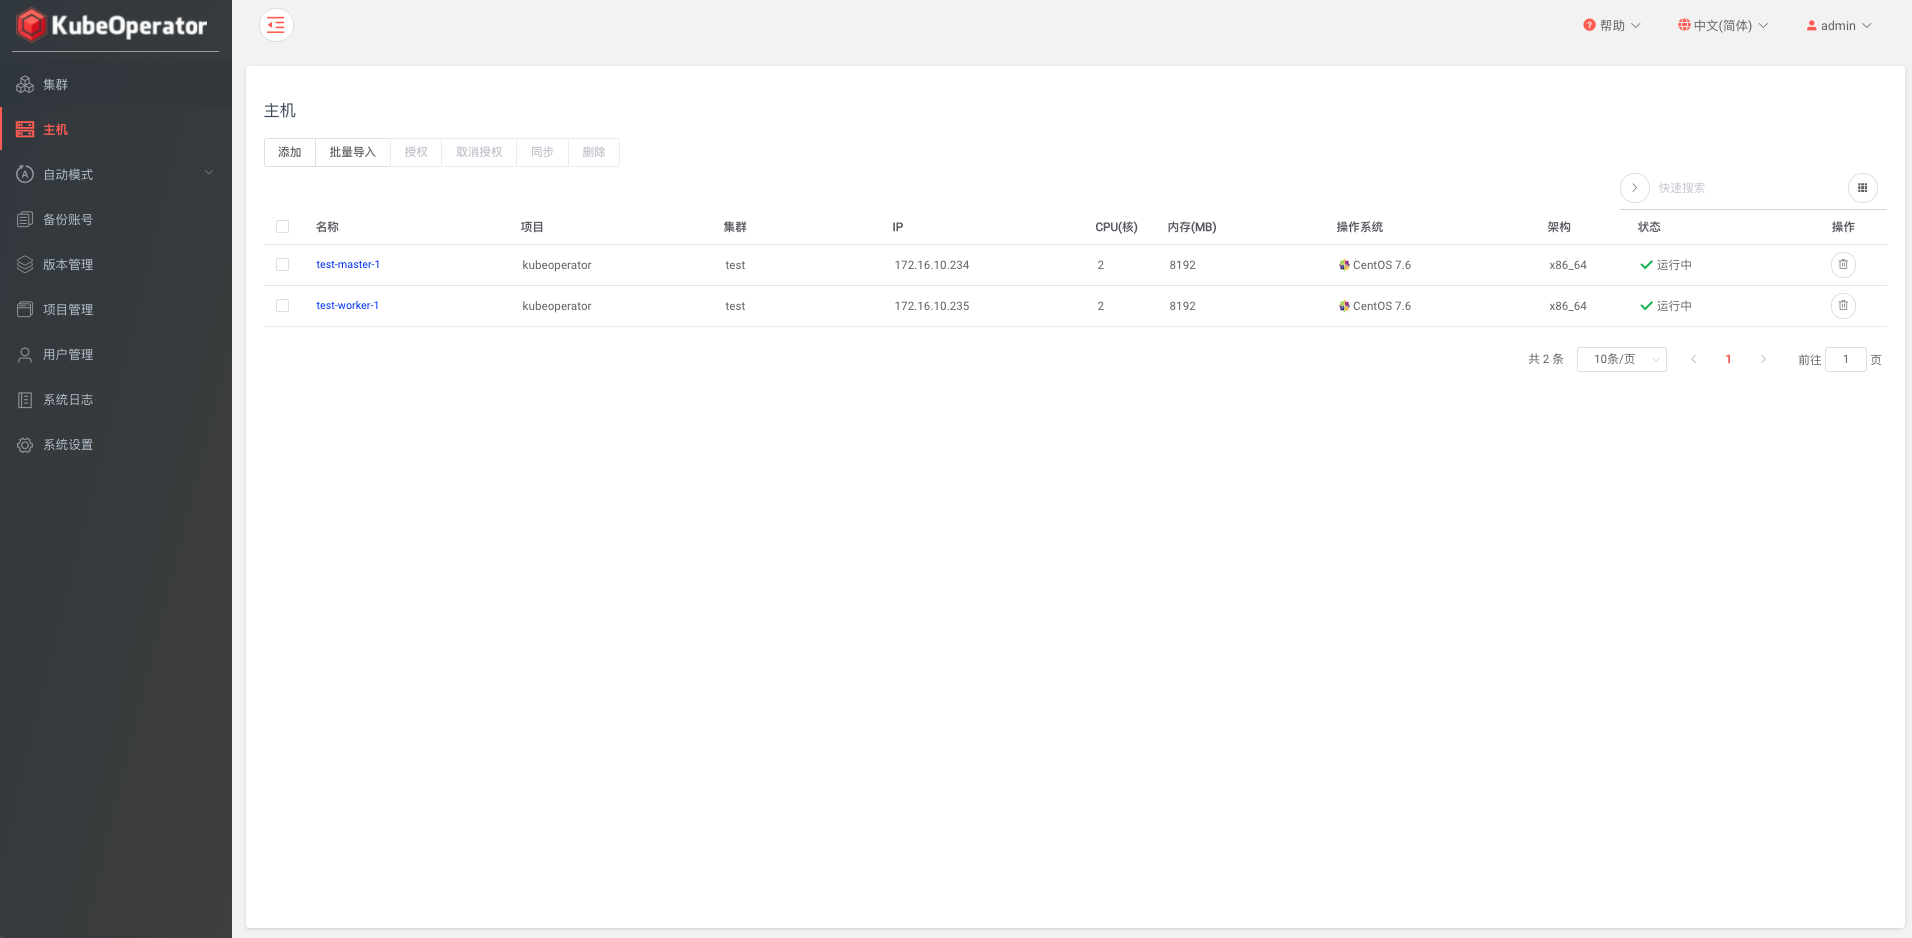 KubeOperator
帮助
中文(简体)
admin
集群
主机
自动模式
备份账号
版本管理
项目管理
用户管理
系统日志
系统设置
主机
添加 批量导入 授权 取消授权 同步 删除
快速搜索
名称 项目 集群 IP CPU(核) 内存(MB) 操作系统 架构 状态 操作
test-master-1 kubeoperator test 172.16.10.234 2 8192 CentOS 7.6 x86_64 运行中
test-worker-1 kubeoperator test 172.16.10.235 2 8192 CentOS 7.6 x86_64 运行中
共 2 条 10条/页 1 前往 1 页